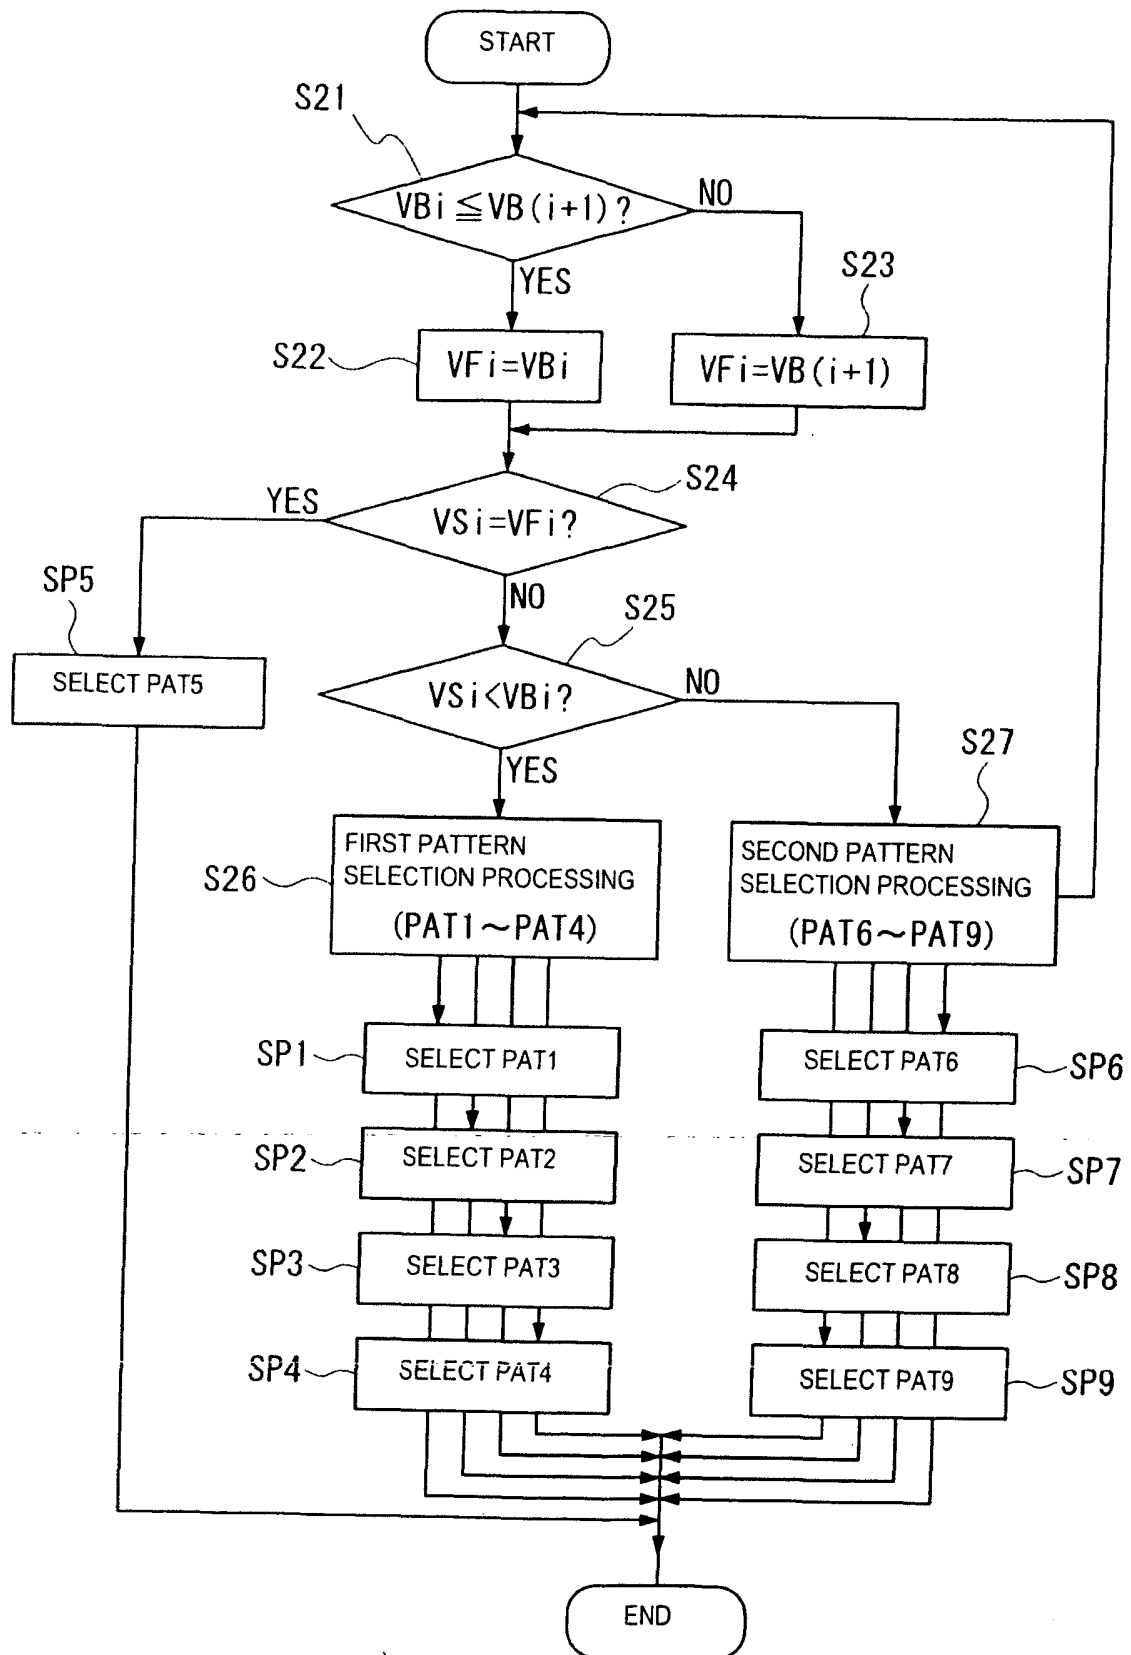 START
S21
VBi≦VB(i+1)?
NO
YES
S23
S22
VFi=VBi
VFi=VB(i+1)
S24
YES
VSi=VFi?
SP5
NO
S25
SELECT PAT5
VSi<VBi?
NO
YES
S27
S26
FIRST PATTERN
SELECTION PROCESSING
(PAT1~PAT4)
SECOND PATTERN
SELECTION PROCESSING
(PAT6~PAT9)
SP1
SELECT PAT1
SELECT PAT6
SP6
SP2
SELECT PAT2
SELECT PAT7
SP7
SP3
SELECT PAT3
SELECT PAT8
SP8
SP4
SELECT PAT4
SELECT PAT9
SP9
END